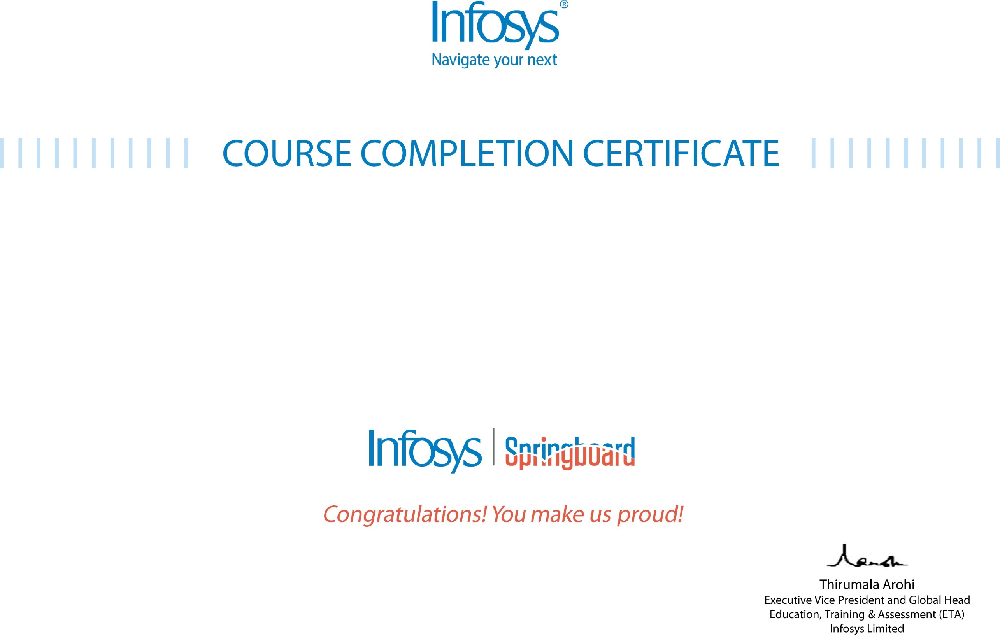 Infosys®
Navigate your next
COURSE COMPLETION CERTIFICATE
Infosys | Springboard
Congratulations! You make us proud!
Thirumala Arohi
Executive Vice President and Global Head
Education, Training & Assessment (ETA)
Infosys Limited